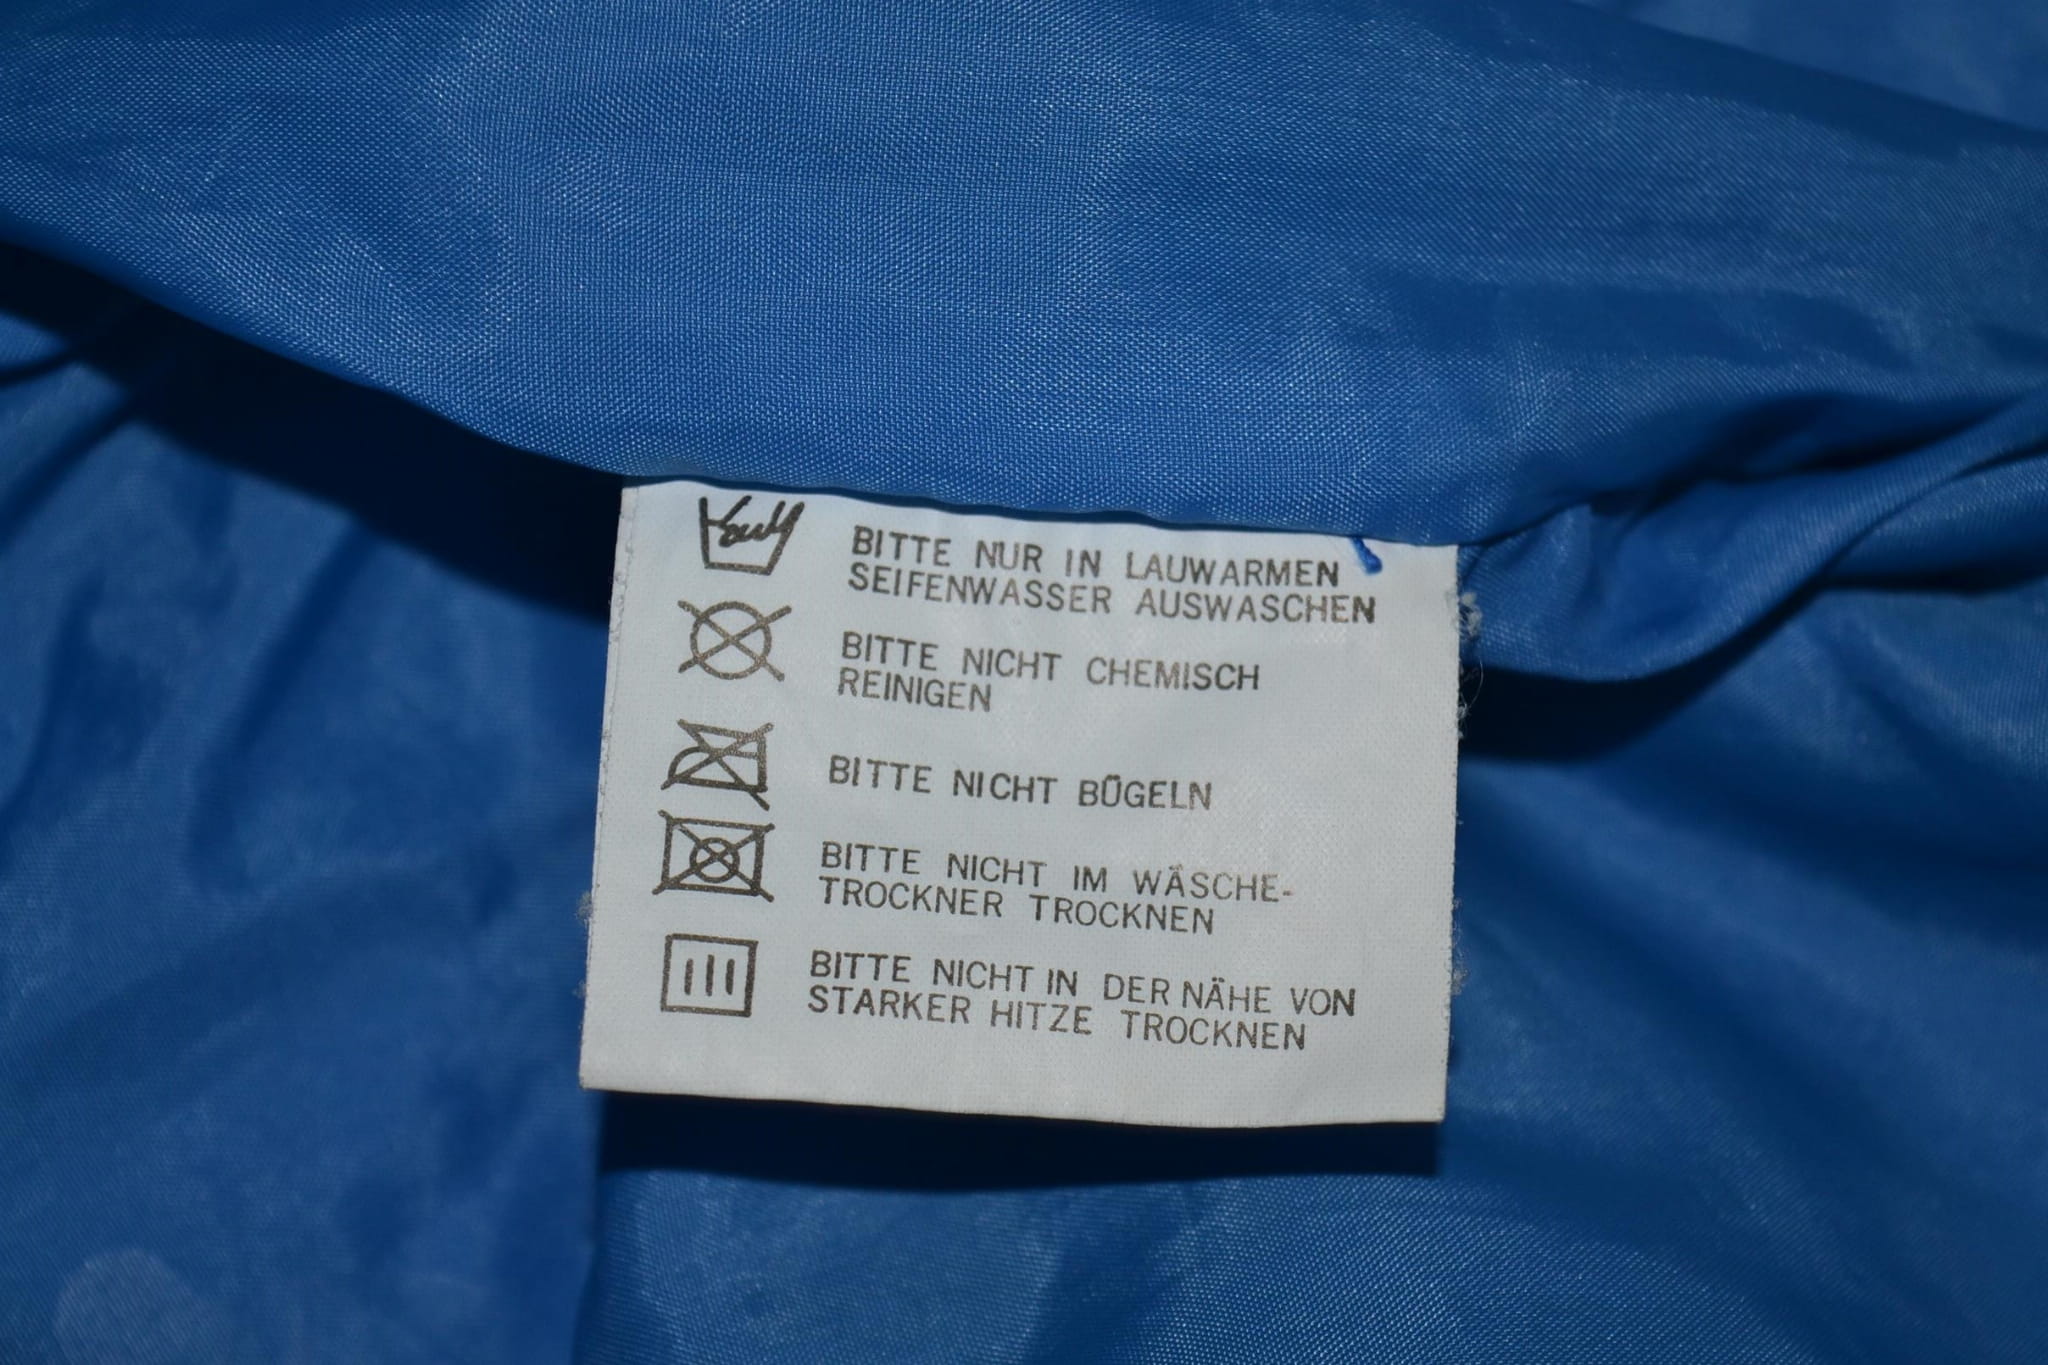 BITTE NUR IN LAUWARMEN
SEIFENWASSER AUSWASCHEN
BITTE NICHT CHEMISCH
REINIGEN
BITTE NICHT BÜGELN
BITTE NICHT IM WÄSCHE-
TROCKNER TROCKNEN
BITTE NICHT IN DER NÄHE VON
STARKER HITZE TROCKNEN